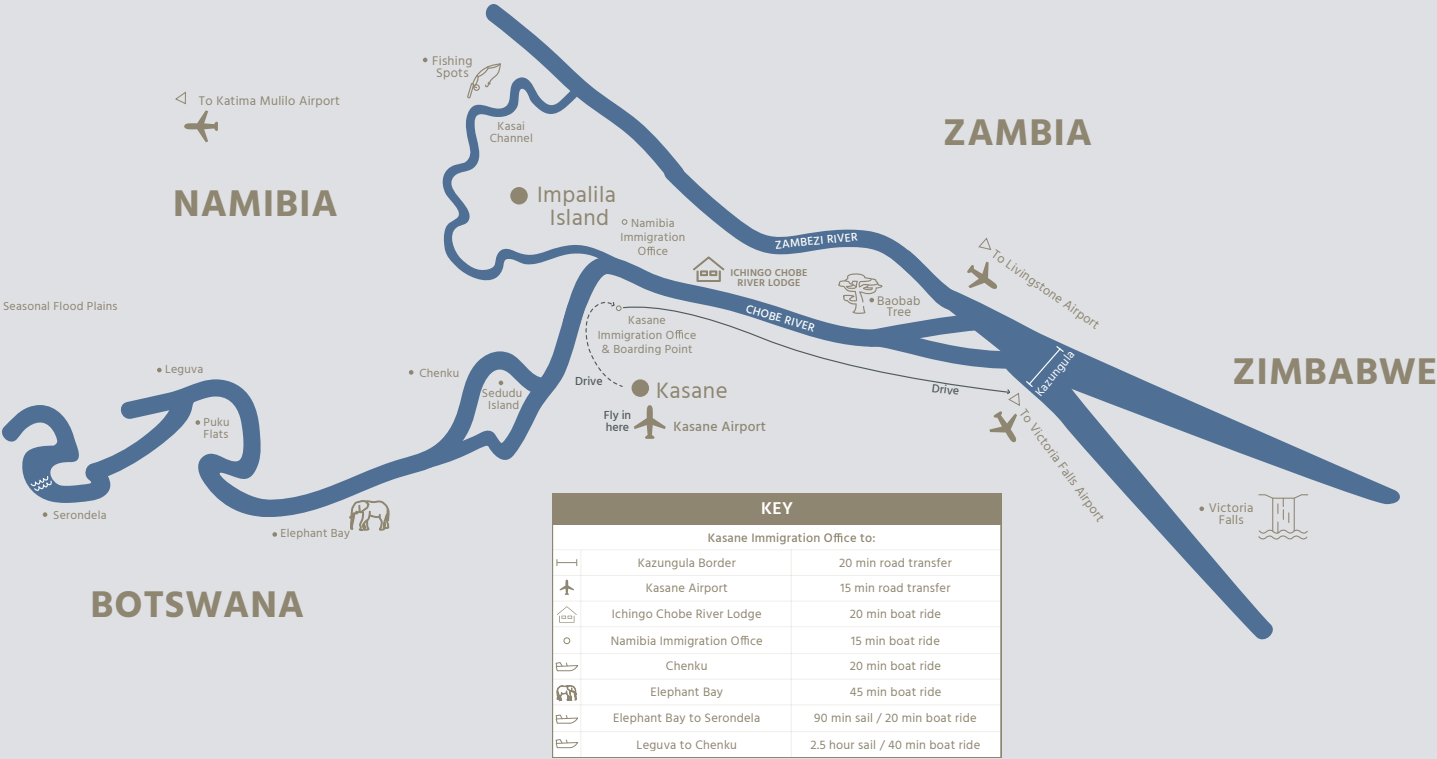 Fishing
Spots
To Katima Mulilo Airport
Kasai
Channel
ZAMBIA
NAMIBIA
Impalila
Island
Namibia
Immigration
Office
ZAMBEZI RIVER
To Livingstone Airport
ICHINGO CHOBE
RIVER LODGE
Baobab
Tree
Seasonal Flood Plains
CHOBE RIVER
Kasane
Immigration Office
& Boarding Point
Kazungula
ZIMBABWE
Leguva
Chenku
Sedudu
Island
Drive
Kasane
Drive
Puku
Flats
Fly in
here
Kasane Airport
To Victoria Falls Airport
Serondela
Elephant Bay
Victoria
Falls
BOTSWANA
KEY
Kasane Immigration Office to:
Kazungula Border 20 min road transfer
Kasane Airport 15 min road transfer
Ichingo Chobe River Lodge 20 min boat ride
Namibia Immigration Office 15 min boat ride
Chenku 20 min boat ride
Elephant Bay 45 min boat ride
Elephant Bay to Serondela 90 min sail / 20 min boat ride
Leguva to Chenku 2.5 hour sail / 40 min boat ride